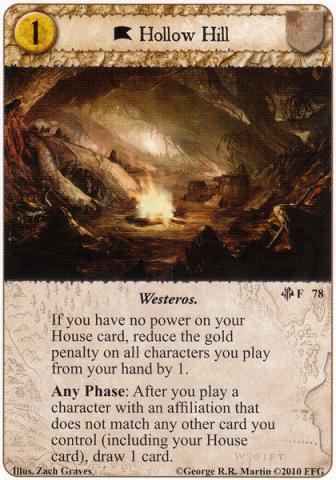 1
Hollow Hill
Westeros.
F 78
If you have no power on your
House card, reduce the gold
penalty on all characters you play
from your hand by 1.
Any Phase: After you play a
character with an affiliation that
does not match any other card you
control (including your House
card), draw 1 card.
WGIFT
Illus. Zach Graves
©George R.R. Martin ©2010 FFG